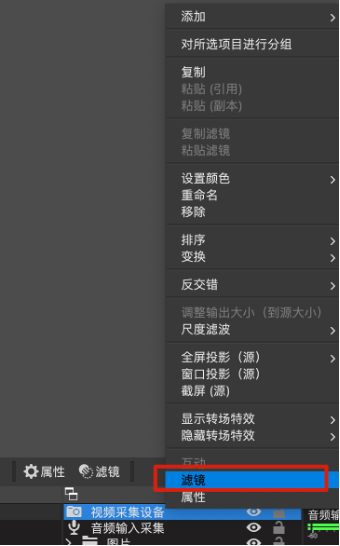 添加
对所选项目进行分组
复制
粘贴 (引用)
粘贴 (副本)
复制滤镜
粘贴滤镜
设置颜色
重命名
移除
排序
变换
反交错
调整输出大小（到源大小）
尺度滤波
全屏投影（源）
窗口投影（源）
截屏 (源)
显示转场特效
隐藏转场特效
互动
滤镜
属性
属性 滤镜
视频采集设备
音频输入采集
图片
音频输